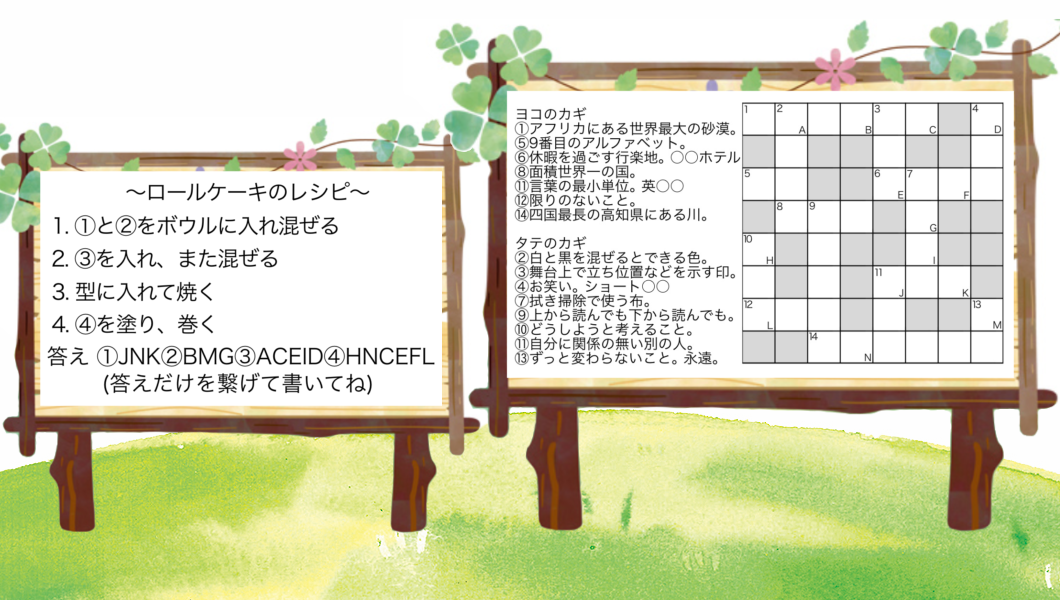 〜ロールケーキのレシピ〜
1. ①と②をボウルに入れ混ぜる
2. ③を入れ、また混ぜる
3. 型に入れて焼く
4. ④を塗り、巻く
答え ①JNK②BMG③ACEID④HNCEFL
(答えだけを繋げて書いてね)
ヨコのカギ
①アフリカにある世界最大の砂漠。
⑤9番目のアルファベット。
⑥休暇を過ごす行楽地。○○ホテル
⑧面積世界一の国。
⑪言葉の最小単位。英○○
⑫限りのないこと。
⑭四国最長の高知県にある川。
タテのカギ
②白と黒を混ぜるとできる色。
③舞台上で立ち位置などを示す印。
④お笑い。ショート○○
⑦拭き掃除で使う布。
⑨上から読んでも下から読んでも。
⑩どうしようと考えること。
⑪自分に関係の無い別の人。
⑬ずっと変わらないこと。永遠。
1 2 3 4
A B C D
5 6 7
E F
8 9
G
10
H I
11
J K
12 13
L M
14
N